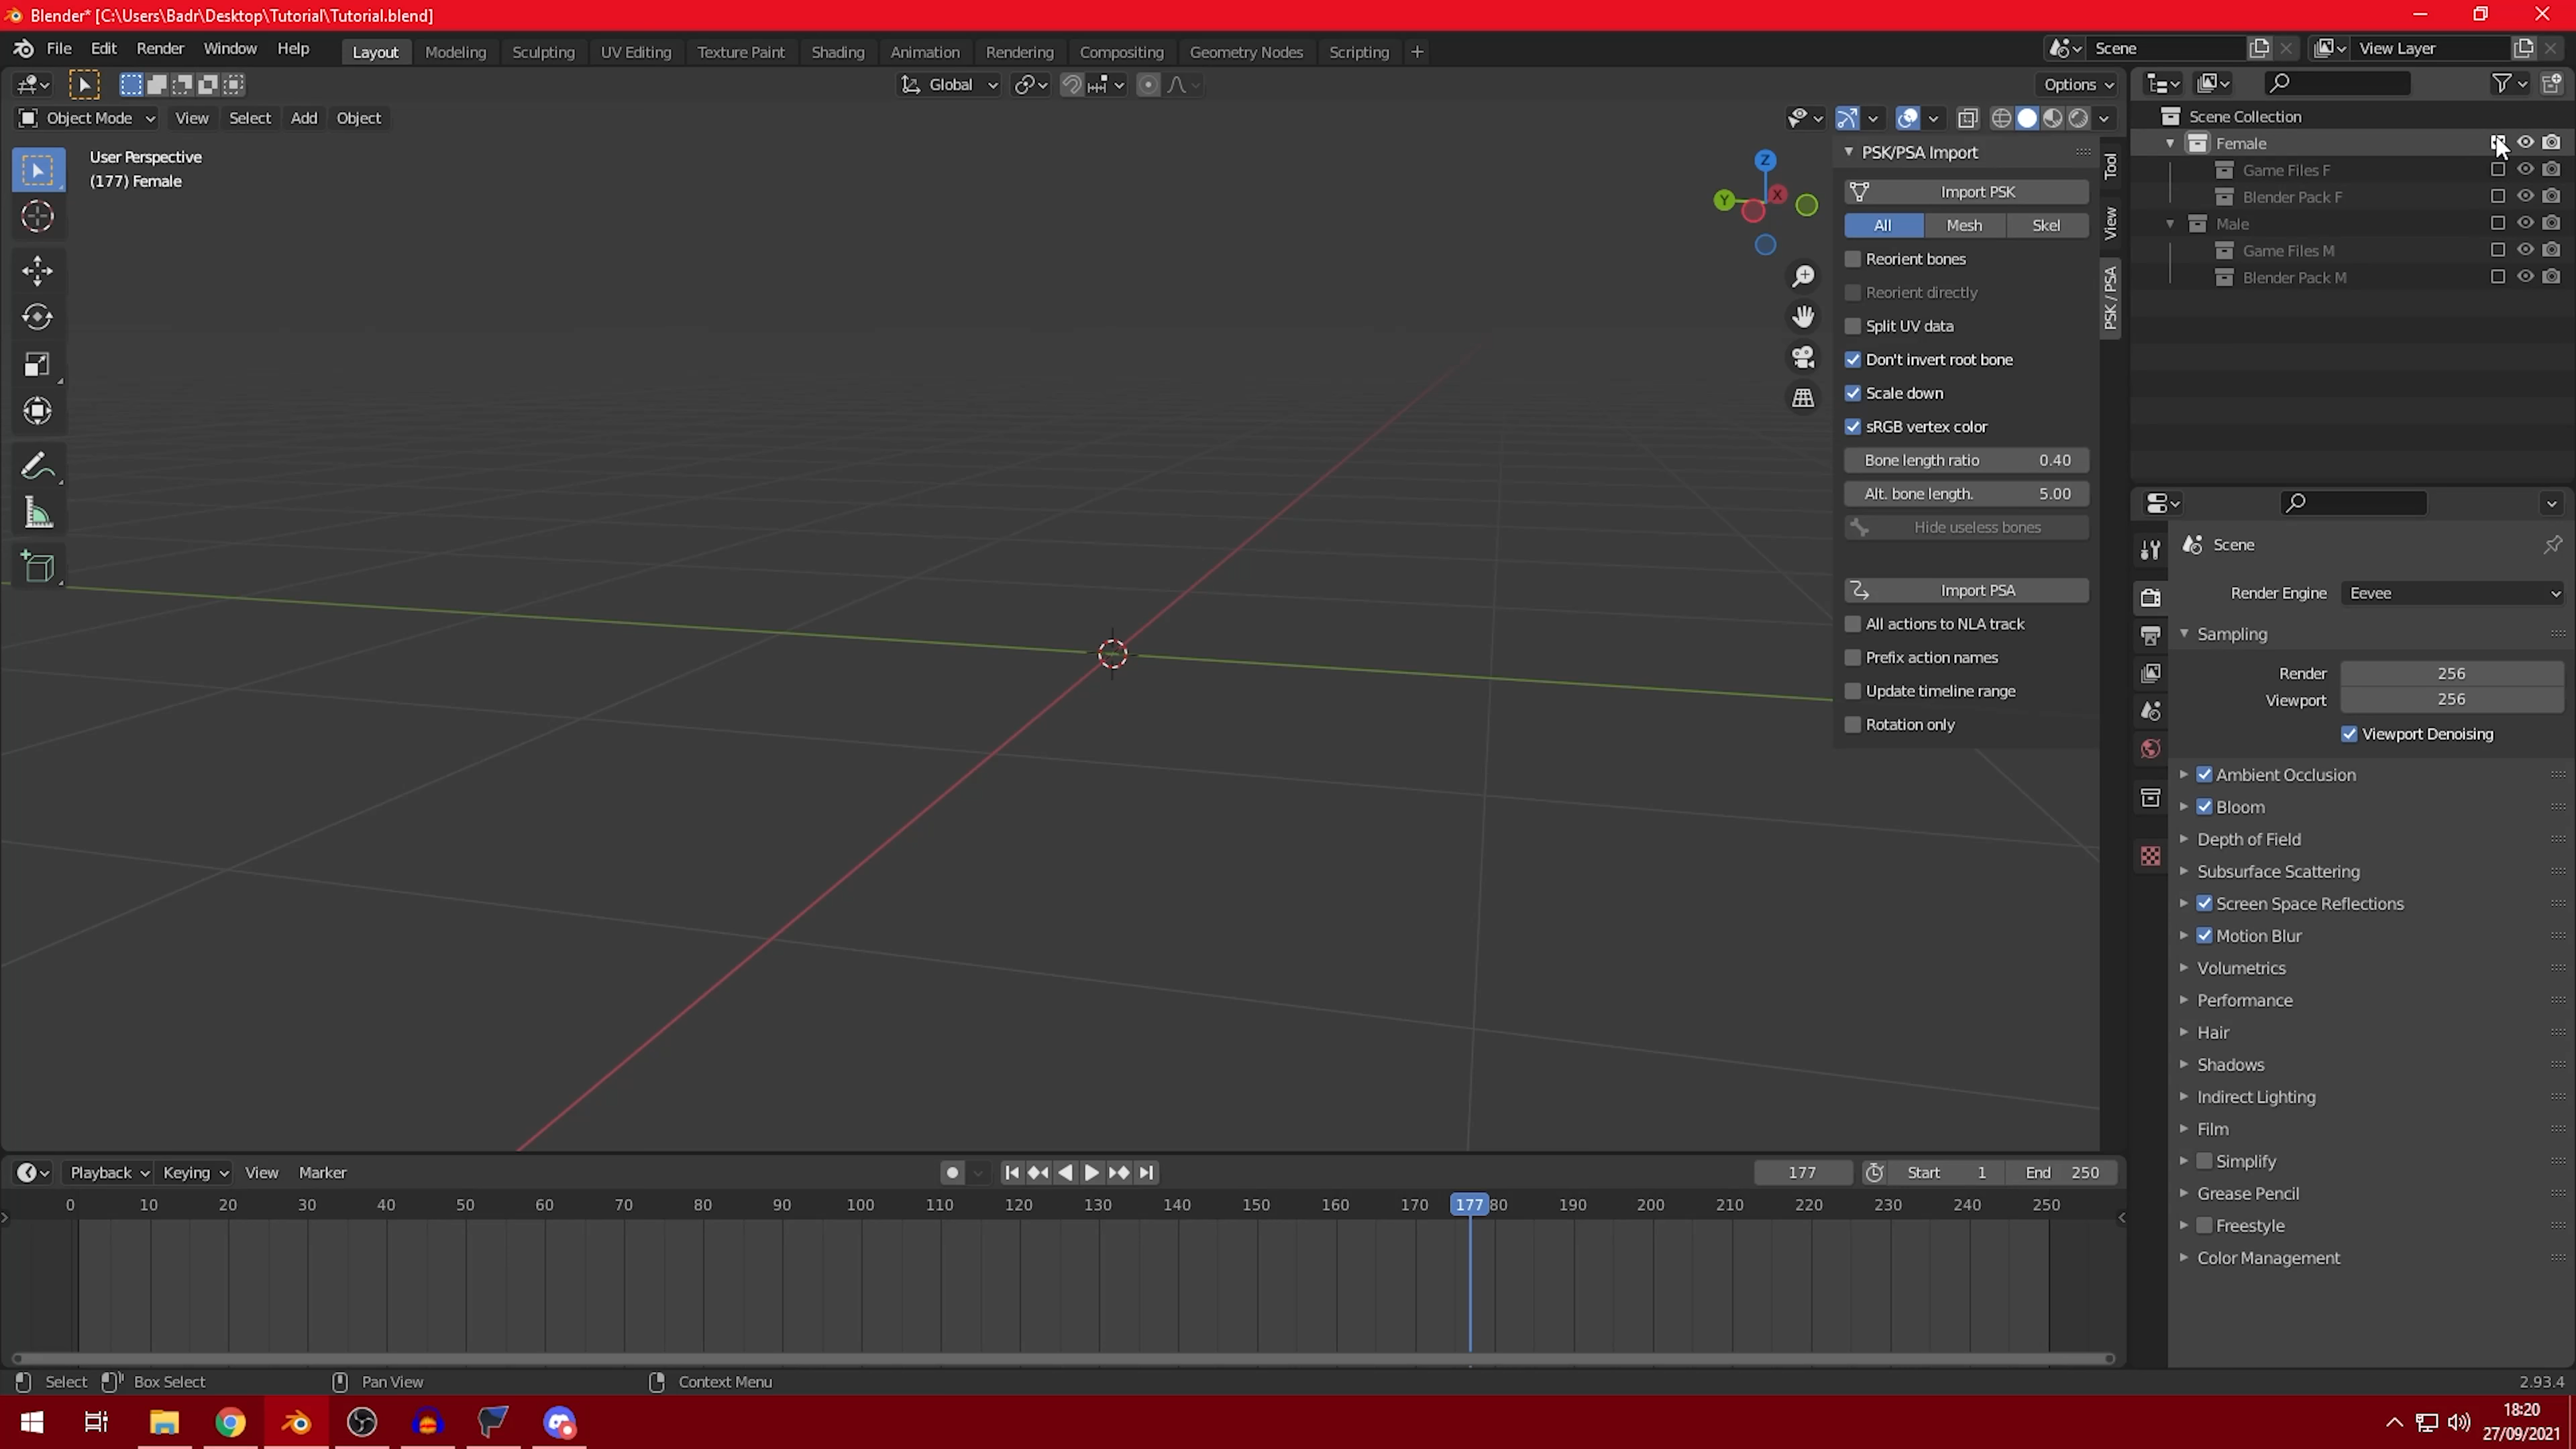 Blender* [C:\Users\Badr\Desktop\Tutorial\Tutorial.blend]
File Edit Render Window Help
Layout Modeling Sculpting UV Editing Texture Paint Shading Animation Rendering Compositing Geometry Nodes Scripting +
Scene
View Layer
Global
Options
Object Mode View Select Add Object
User Perspective
(177) Female
Z
Y
X
PSK/PSA Import
Import PSK
All Mesh Skel
Reorient bones
Reorient directly
Split UV data
Don't invert root bone
Scale down
sRGB vertex color
Bone length ratio 0.40
Alt. bone length. 5.00
Hide useless bones
Import PSA
All actions to NLA track
Prefix action names
Update timeline range
Rotation only
Tool
View
PSK / PSA
Scene Collection
Female
Game Files F
Blender Pack F
Male
Game Files M
Blender Pack M
Scene
Render Engine Eevee
Sampling
Render 256
Viewport 256
Viewport Denoising
Ambient Occlusion
Bloom
Depth of Field
Subsurface Scattering
Screen Space Reflections
Motion Blur
Volumetrics
Performance
Hair
Shadows
Indirect Lighting
Film
Simplify
Grease Pencil
Freestyle
Color Management
Playback Keying View Marker
177
Start 1 End 250
0 10 20 30 40 50 60 70 80 90 100 110 120 130 140 150 160 170 177 80 190 200 210 220 230 240 250
Select Box Select Pan View Context Menu
2.93.4
18:20
27/09/2021